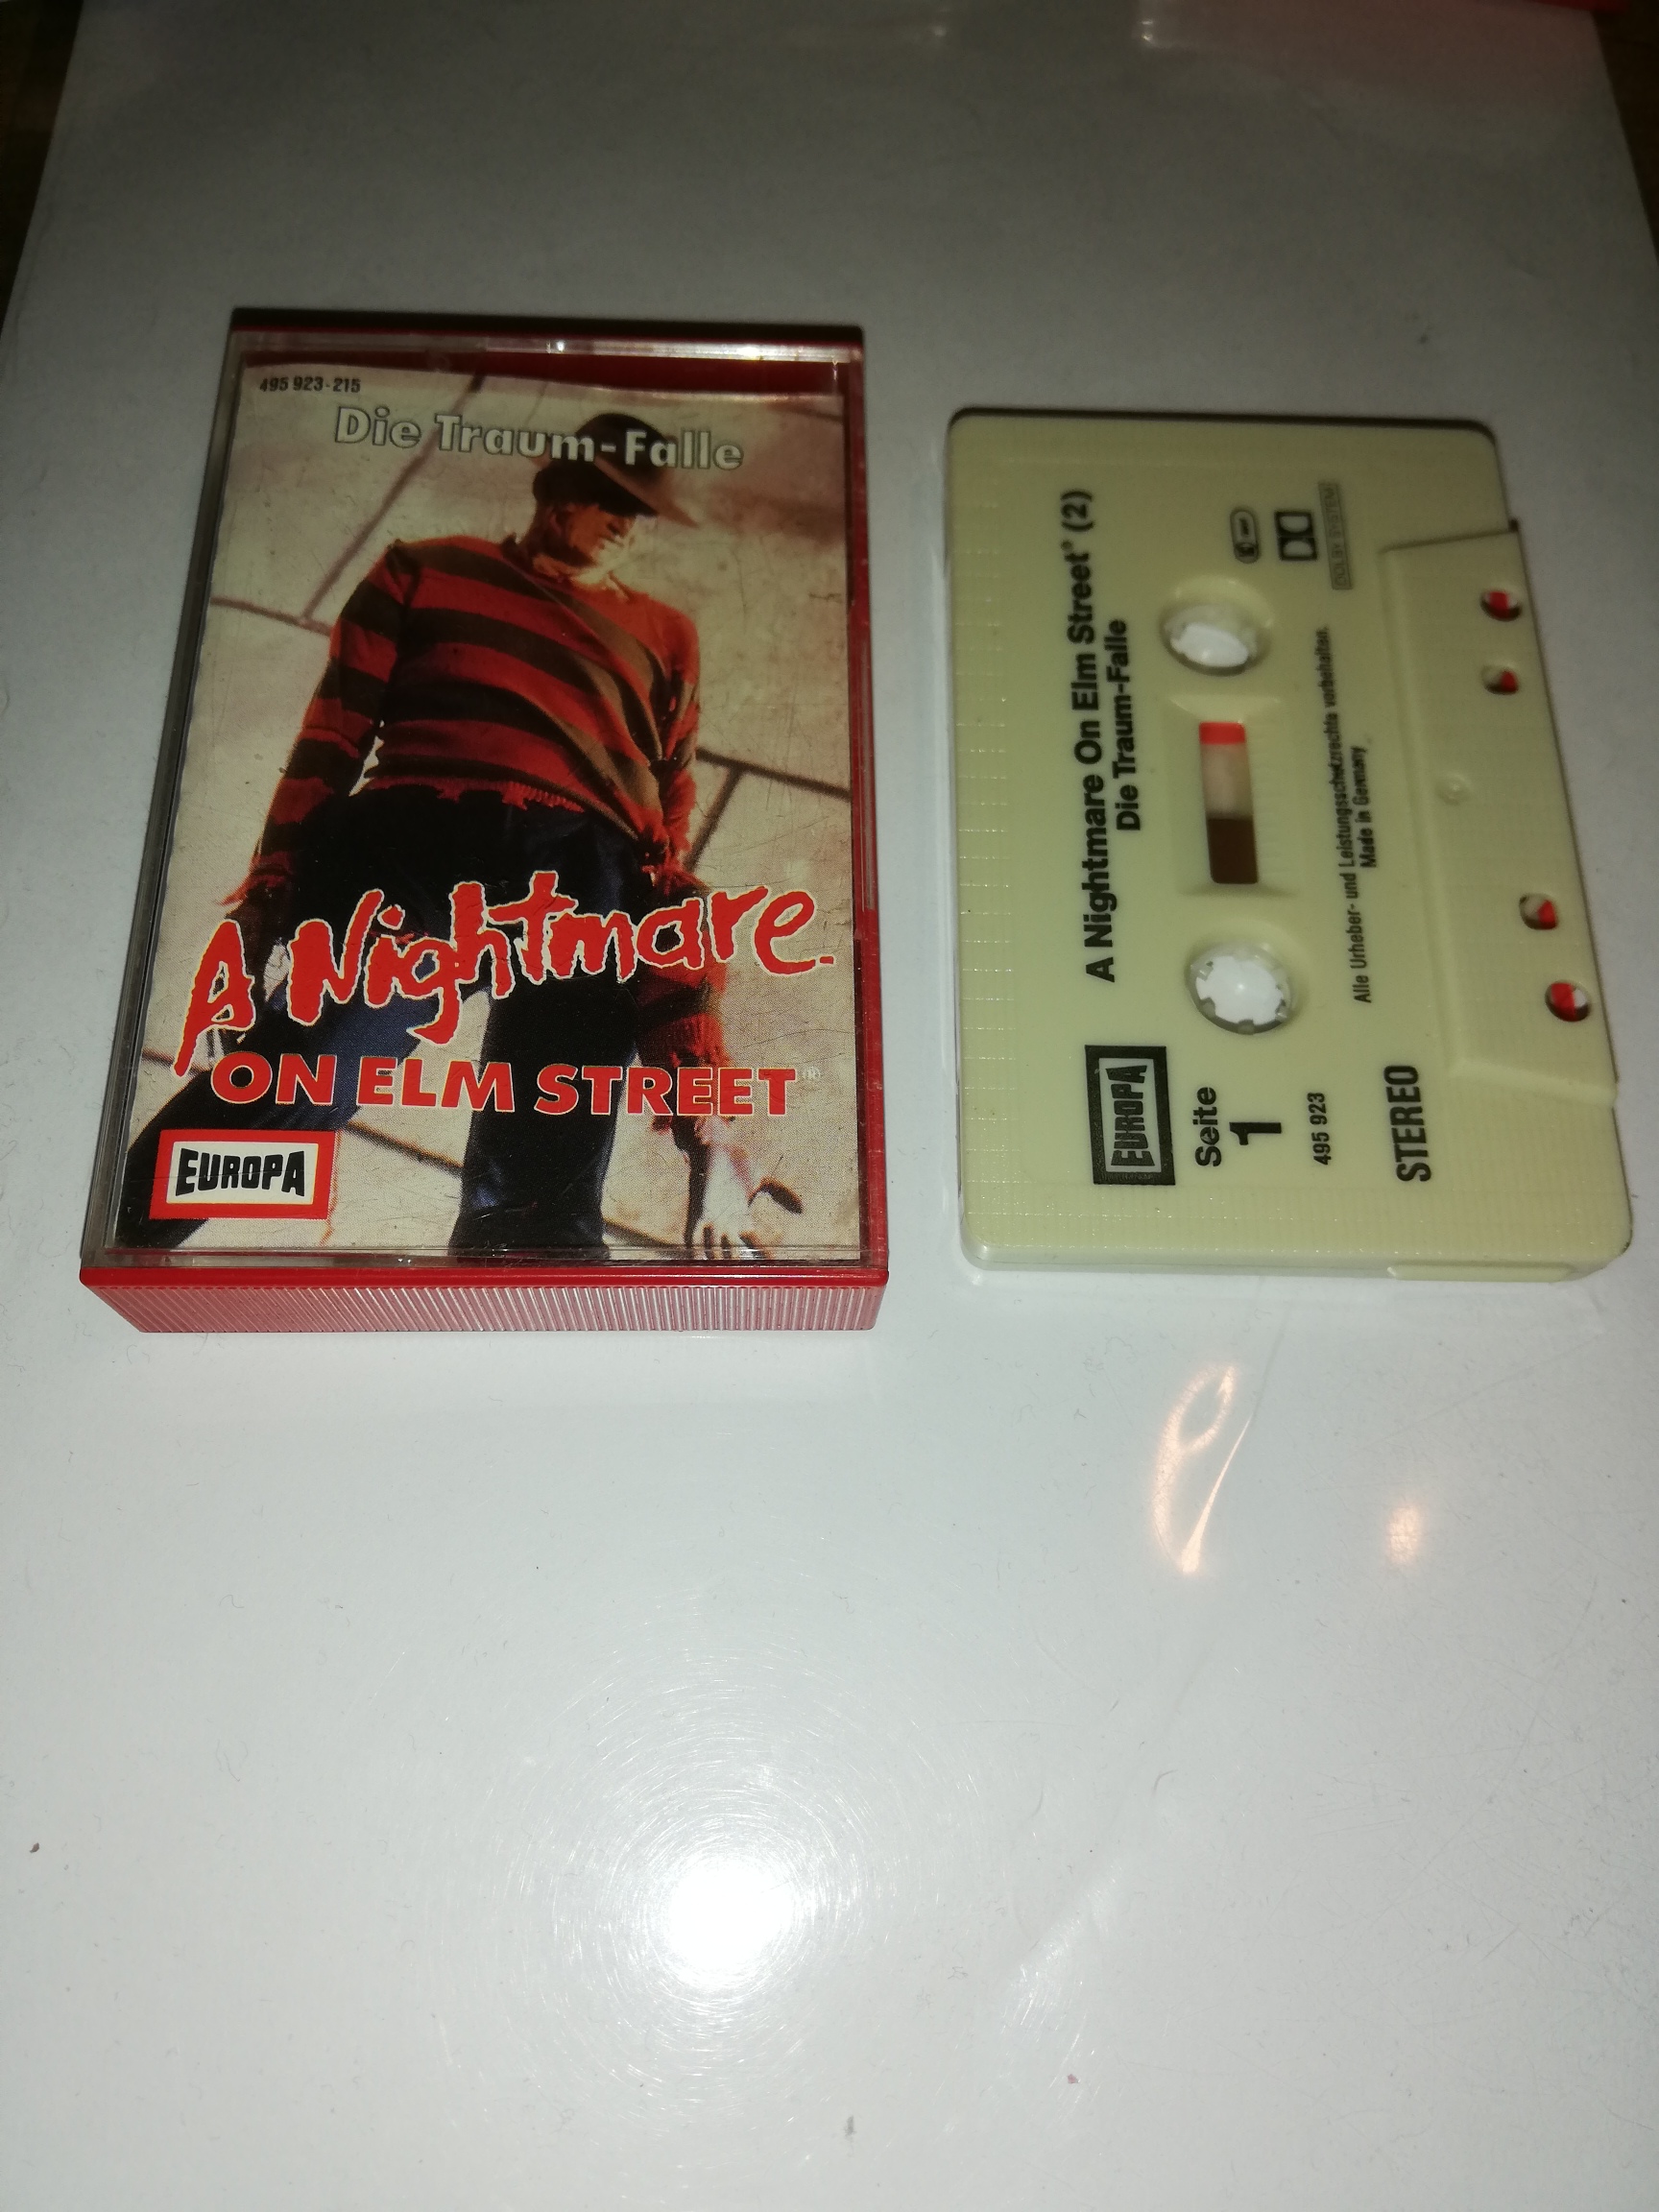 495 923-215
Die Traum-Falle
A Nightmare.
ON ELM STREET®
EUROPA
A Nightmare On Elm Street® (2)
Die Traum-Falle
EUROPA
Seite
1
495 923
STEREO
Alle Urheber- und Leistungsschutzrechte vorbehalten.
Made in Germany
DOLBY SYSTEM